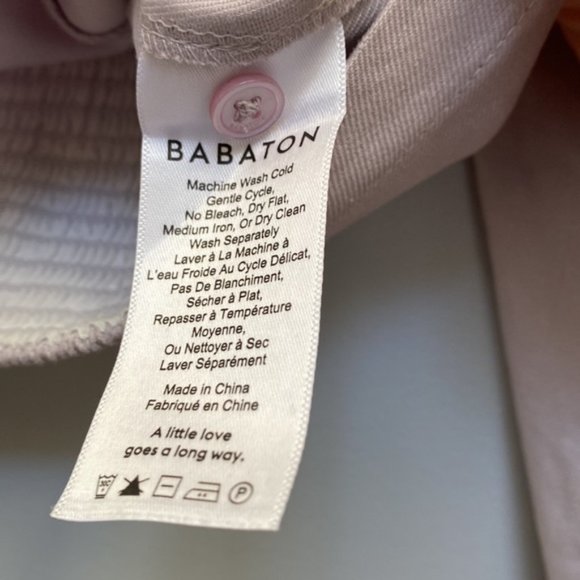 BABATON
Machine Wash Cold
Gentle Cycle,
No Bleach, Dry Flat,
Medium Iron, Or Dry Clean
Wash Separately
Laver à La Machine à
L'eau Froide Au Cycle Délicat,
Pas De Blanchiment,
Sécher à Plat,
Repasser à Température
Moyenne,
Ou Nettoyer à Sec
Laver Séparément
Made in China
Fabriqué en Chine
A little love
goes a long way.
30C
P